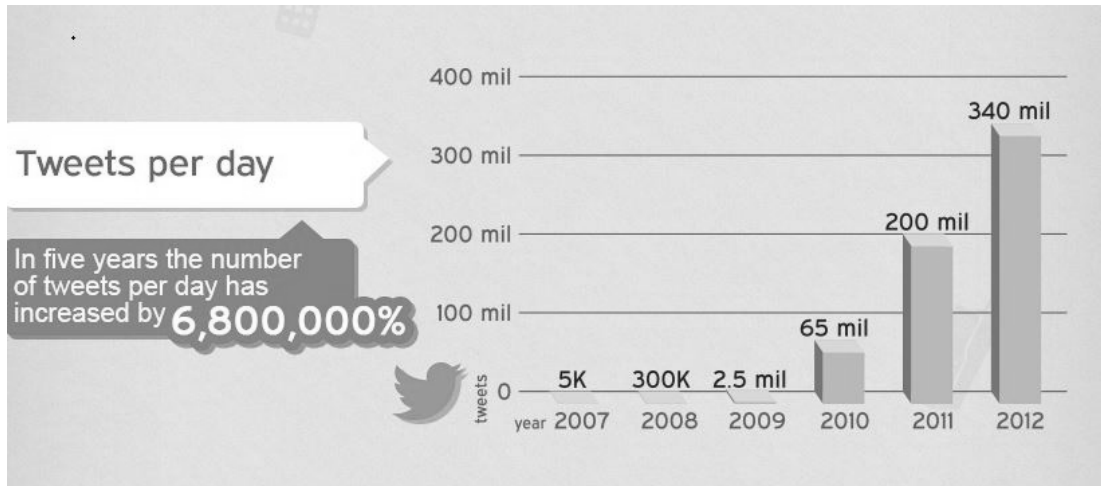 Tweets per day
In five years the number
of tweets per day has
increased by 6,800,000%
400 mil
300 mil
200 mil
100 mil
0
tweets
5K
300K
2.5 mil
65 mil
200 mil
340 mil
year 2007 2008 2009 2010 2011 2012